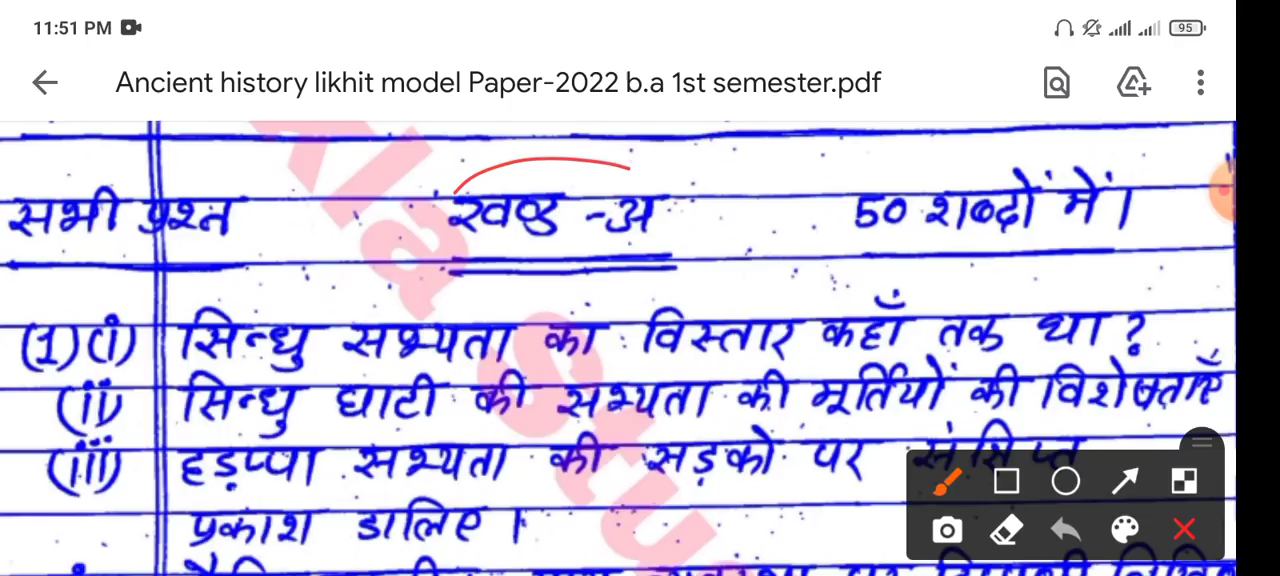 11:51 PM
95
Ancient history likhit model Paper-2022 b.a 1st semester.pdf
सभी प्रश्न खण्ड -अ 50 शब्दों में।
(1) (i) सिन्धु सभ्यता का विस्तार कहाँ तक था ?
(ii) सिन्धु घाटी की सभ्यता की मूर्तियों की विशेषताएँ
(iii) हड़प्पा सभ्यता की सड़को पर संक्षिप्त
प्रकाश डालिए ।